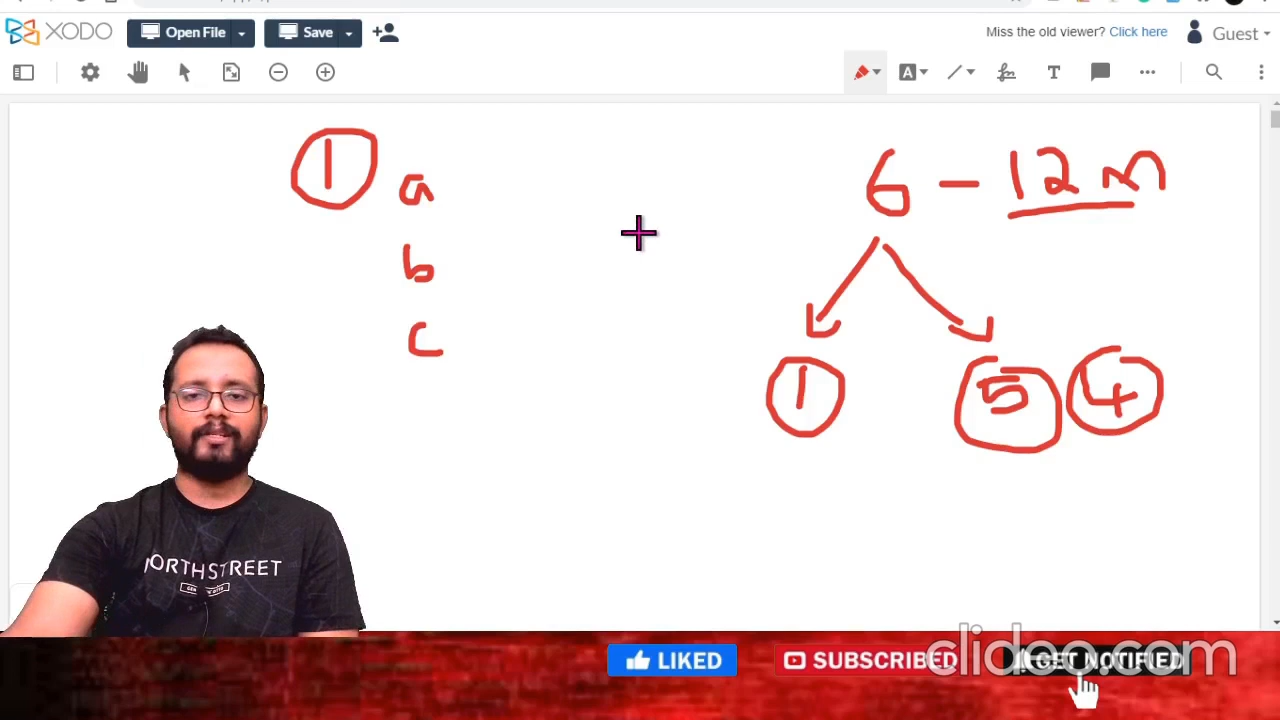 XODO
Open File
Save
Miss the old viewer? Click here
Guest
A
T
1 a
b
c
6 - 12 m
1
5 4
NORTHSTREET
LIKED
SUBSCRIBED
GET NOTIFIED
clideo.com